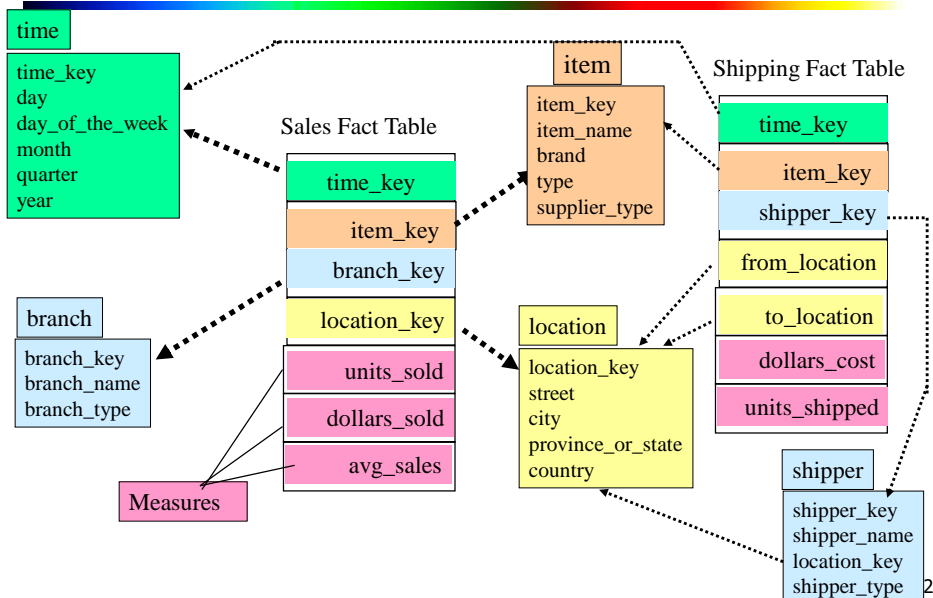 time
time_key
day
day_of_the_week
month
quarter
year
Sales Fact Table
time_key
item_key
branch_key
location_key
units_sold
dollars_sold
avg_sales
Measures
branch
branch_key
branch_name
branch_type
item
item_key
item_name
brand
type
supplier_type
location
location_key
street
city
province_or_state
country
Shipping Fact Table
time_key
item_key
shipper_key
from_location
to_location
dollars_cost
units_shipped
shipper
shipper_key
shipper_name
location_key
shipper_type
2